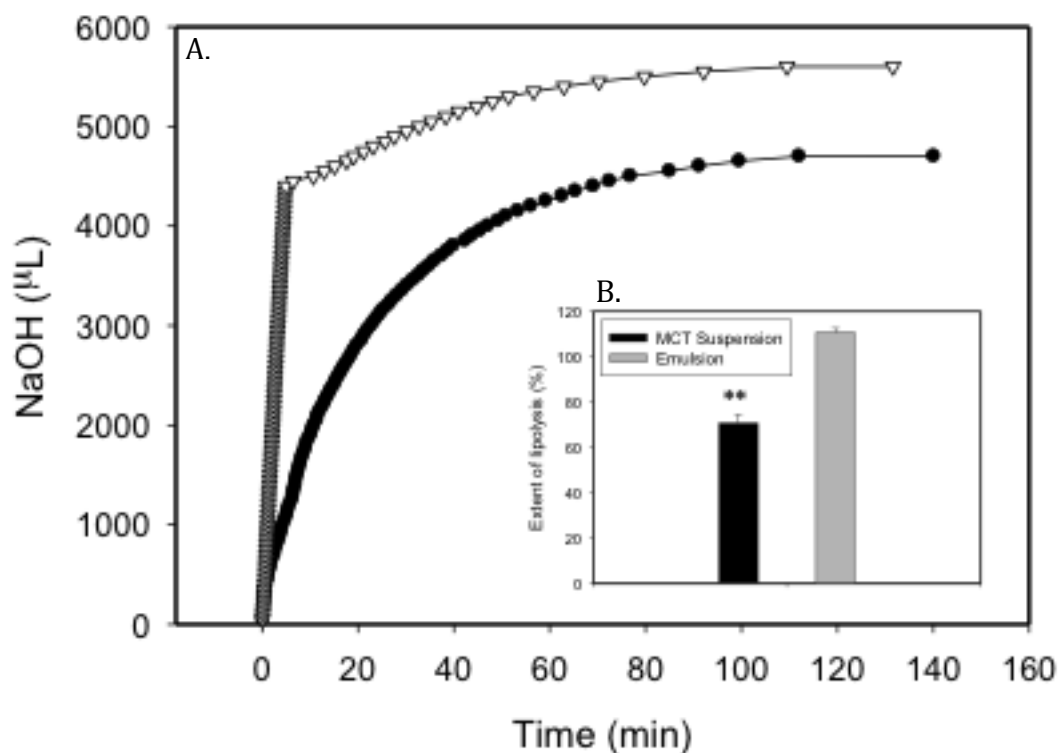 A.
6000
5000
4000
3000
2000
1000
0
NaOH (µL)
0 20 40 60 80 100 120 140 160
Time (min)
B.
120
100
80
60
40
20
0
Extent of lipolysis (%)
MCT Suspension
Emulsion
**